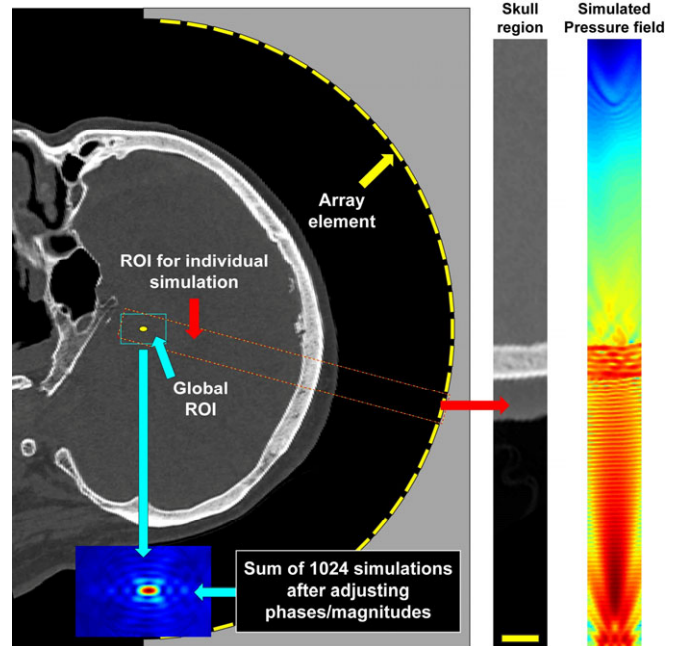 Skull
region
Simulated
Pressure field
Array
element
ROI for individual
simulation
Global
ROI
Sum of 1024 simulations
after adjusting
phases/magnitudes